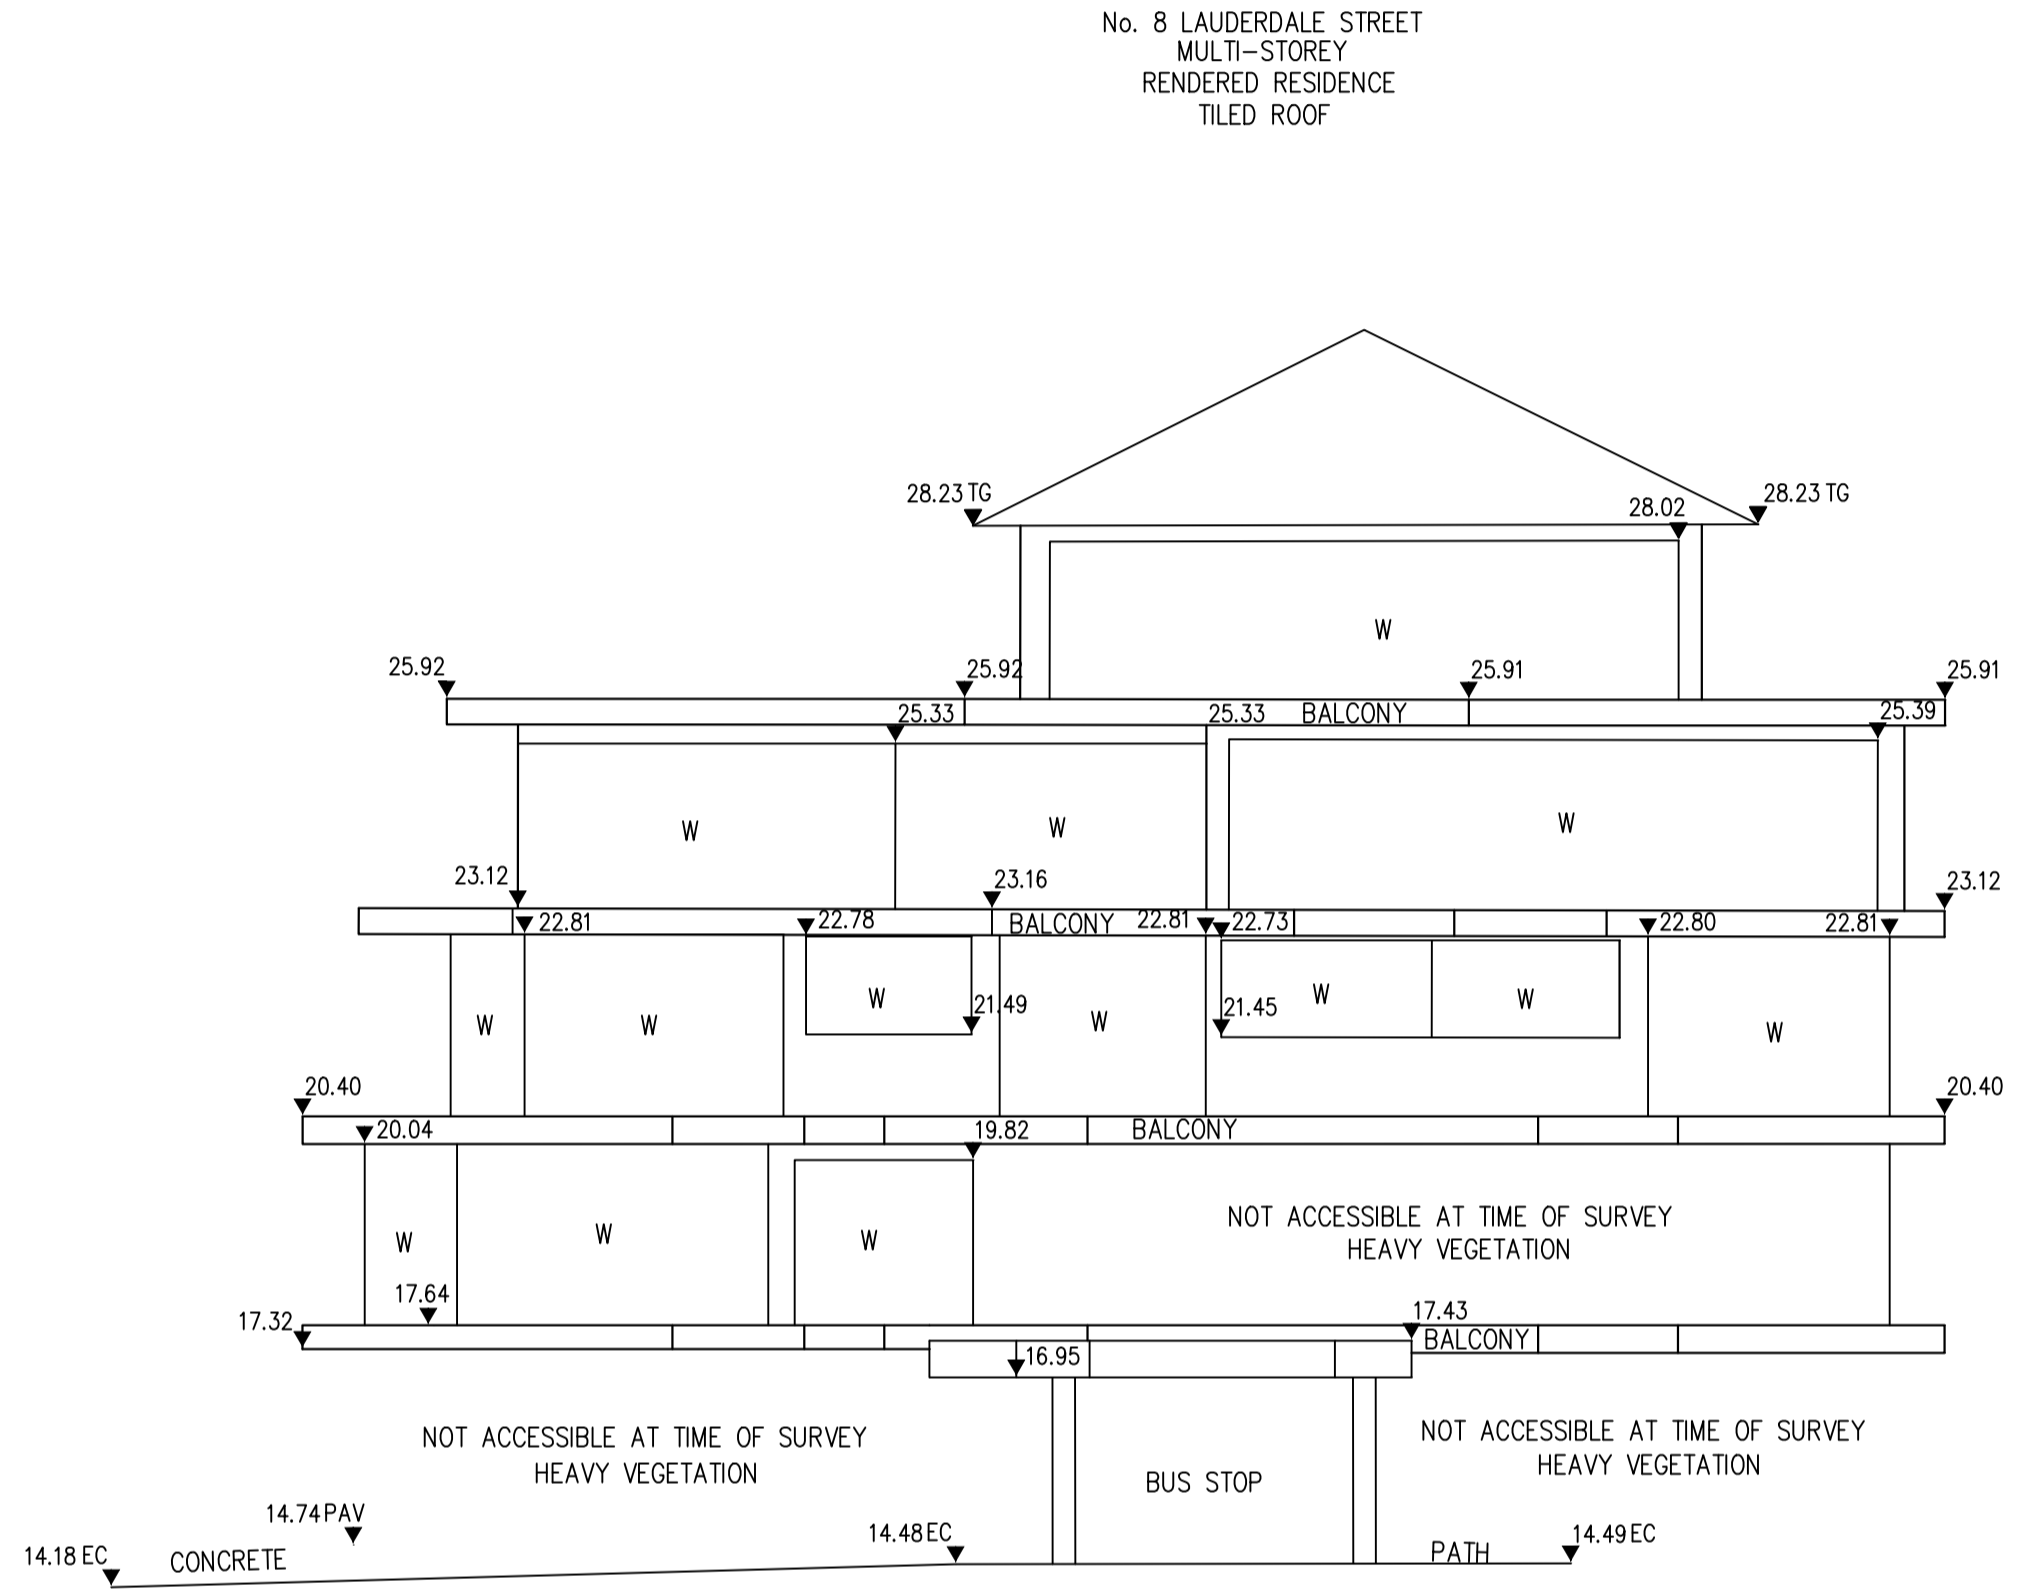 No. 8 LAUDERDALE STREET
MULTI-STOREY
RENDERED RESIDENCE
TILED ROOF
28.23 TG
28.02
28.23 TG
W
25.92
25.92
25.91
25.91
25.33
25.33
BALCONY
25.39
W
W
W
23.12
23.16
23.12
22.81
22.78
BALCONY
22.81
22.73
22.80
22.81
W
W
W
21.49
W
21.45
W
W
W
20.40
20.40
20.04
19.82
BALCONY
W
W
W
NOT ACCESSIBLE AT TIME OF SURVEY
HEAVY VEGETATION
17.64
17.32
17.43
BALCONY
16.95
NOT ACCESSIBLE AT TIME OF SURVEY
HEAVY VEGETATION
BUS STOP
NOT ACCESSIBLE AT TIME OF SURVEY
HEAVY VEGETATION
14.74 PAV
14.18 EC
CONCRETE
14.48 EC
PATH
14.49 EC